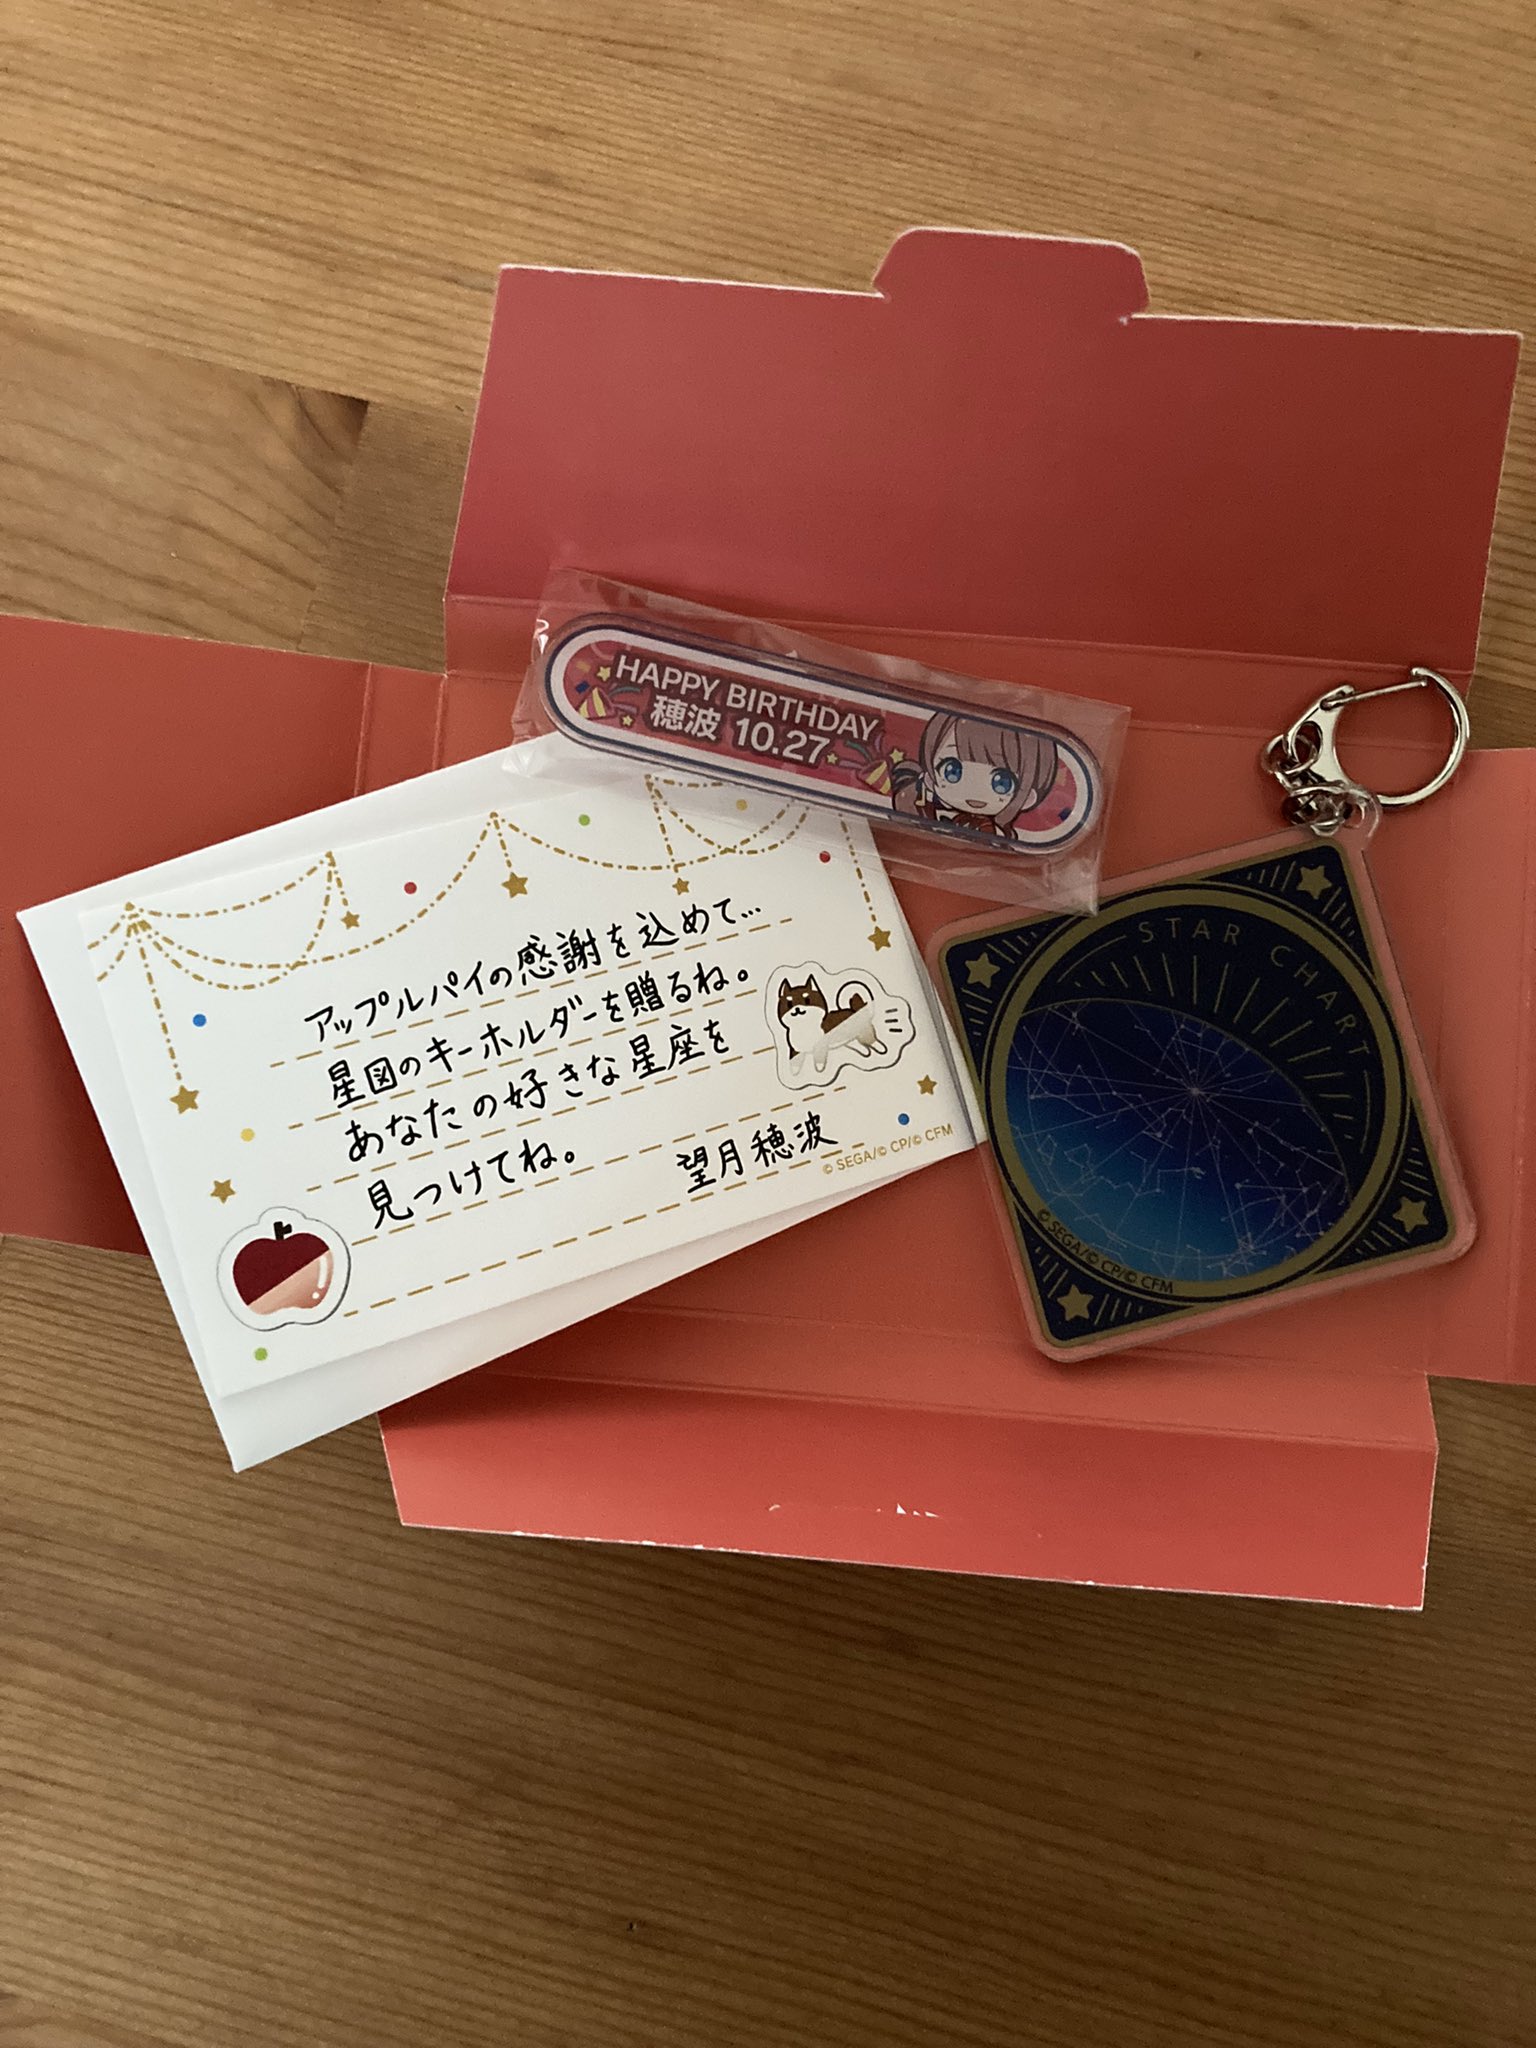 HAPPY BIRTHDAY
穂波 10.27
アップルパイの感謝を込めて…
星図のキーホルダーを贈るね。
あなたの好きな星座を
見つけてね。
望月穂波
© SEGA/© CP/© CFM
STAR CHART
© SEGA/© CP/© CFM